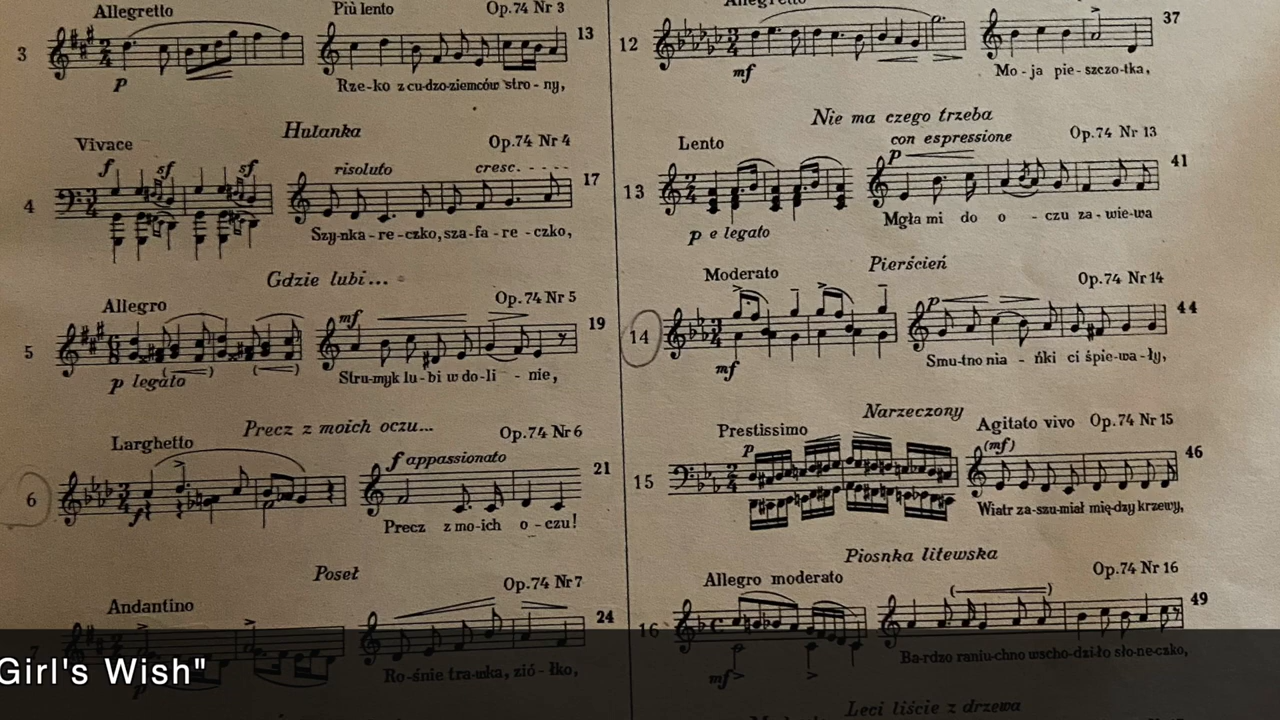 Allegretto
Più lento
Op.74 Nr 3
3
p
13
Rze-ko z cu-dzo-ziemców stro-ny,
Hulanka
Vivace
Op.74 Nr 4
f sf sf
risoluto
cresc. - - - -
4
17
Szyn-ka-re-czko, sza-fa-re-czko,
Gdzie lubi...
Allegro
Op.74 Nr 5
mf
5
19
p legato
Stru-myk lu-bi w do-li-nie,
Precz z moich oczu...
Larghetto
Op.74 Nr 6
f appassionato
6
21
f
Precz z mo-ich o-czu!
Poseł
Andantino
Op.74 Nr 7
7
24
p
Ro-śnie tra-wka, zió-łko,
Allegretto
12
37
mf
Mo-ja pie-szczo-tka,
Nie ma czego trzeba
Lento
con espressione
Op.74 Nr 13
p
13
41
p e legato
Mgła mi do o-czu za-wie-wa
Pierścień
Moderato
Op.74 Nr 14
p
14
44
mf
Smu-tno nia-ńki ci śpie-wa-ły,
Narzeczony
Prestissimo
Agitato vivo
Op.74 Nr 15
p
(mf)
15
46
Wiatr za-szu-miał mię-dzy krzewy,
Piosnka litewska
Allegro moderato
Op.74 Nr 16
16
49
mf
Ba-rdzo raniu-chno wscho-dzi-ło sło-ne-czko,
Leci liście z drzewa
Girl's Wish"